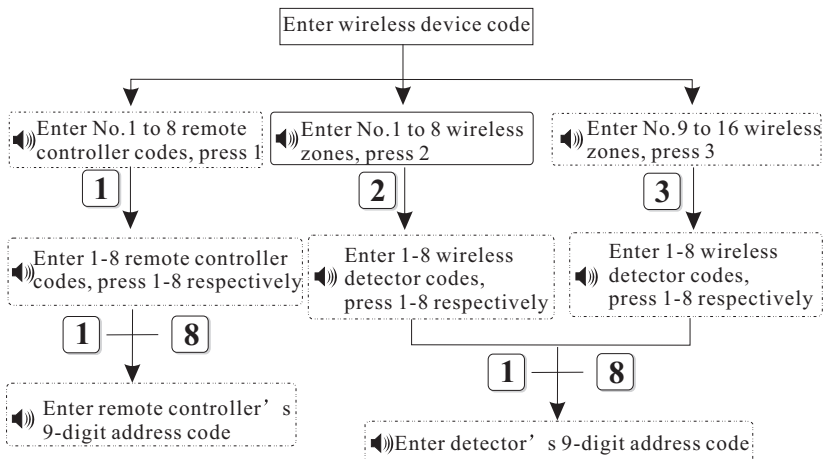 Enter wireless device code
Enter No.1 to 8 remote
controller codes, press 1
Enter No.1 to 8 wireless
zones, press 2
Enter No.9 to 16 wireless
zones, press 3
1
2
3
Enter 1-8 remote controller
codes, press 1-8 respectively
Enter 1-8 wireless
detector codes,
press 1-8 respectively
Enter 1-8 wireless
detector codes,
press 1-8 respectively
1 8
1 8
Enter remote controller’s
9-digit address code
Enter detector’s 9-digit address code